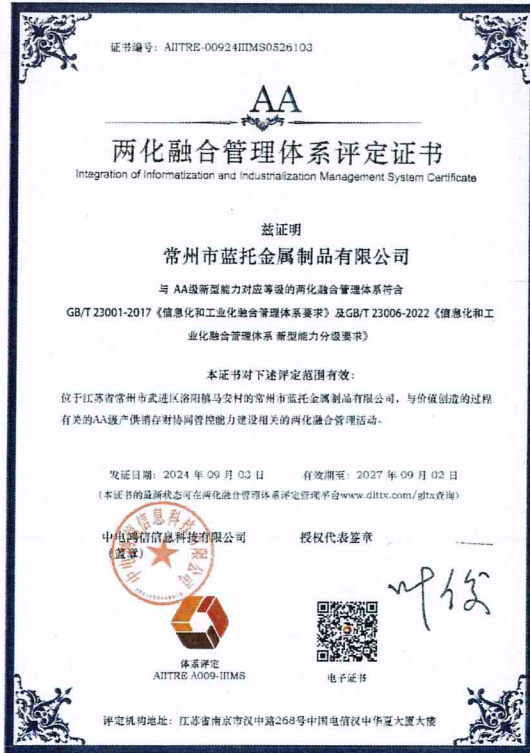 证书编号：AIITRE-00924IIIMS0526103
AA
两化融合管理体系评定证书
Integration of Informatization and Industrialization Management System Certificate
兹证明
常州市蓝托金属制品有限公司
与 AA级新型能力对应等级的两化融合管理体系符合
GB/T 23001-2017《信息化和工业化融合管理体系要求》及GB/T 23006-2022《信息化和工
业化融合管理体系 新型能力分级要求》
本证书对下述评定范围有效：
位于江苏省常州市武进区洛阳镇马安村的常州市蓝托金属制品有限公司，与价值创造的过程
有关的AA级产供销存财协同管控能力建设相关的两化融合管理活动。
发证日期：2024 年 09 月 03 日 有效期至：2027 年 09 月 02 日
(本证书的最新状态可在两化融合管理体系评定管理平台www.dittx.com/gltx查询)
中电鸿信信息科技有限公司 授权代表签章
(盖章)
叶俊
体系评定
AIITRE A009-IIIMS
电子证书
评定机构地址：江苏省南京市汉中路268号中国电信汉中华夏大厦大楼